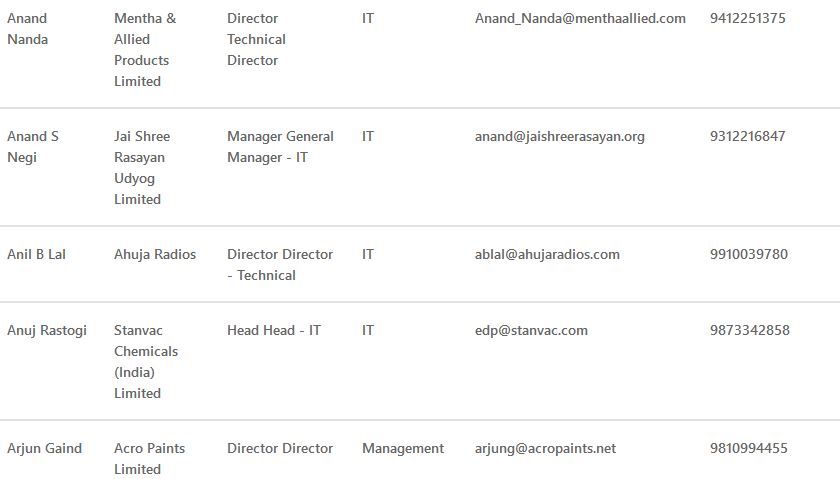 Anand Mentha & Director IT Anand_Nanda@menthaallied.com 9412251375
Nanda Allied Technical
Products Director
Limited
Anand S Jai Shree Manager General IT anand@jaishreerasayan.org 9312216847
Negi Rasayan Manager - IT
Udyog
Limited
Anil B Lal Ahuja Radios Director Director IT ablal@ahujaradios.com 9910039780
- Technical
Anuj Rastogi Stanvac Head Head - IT IT edp@stanvac.com 9873342858
Chemicals
(India)
Limited
Arjun Gaind Acro Paints Director Director Management arjung@acropaints.net 9810994455
Limited